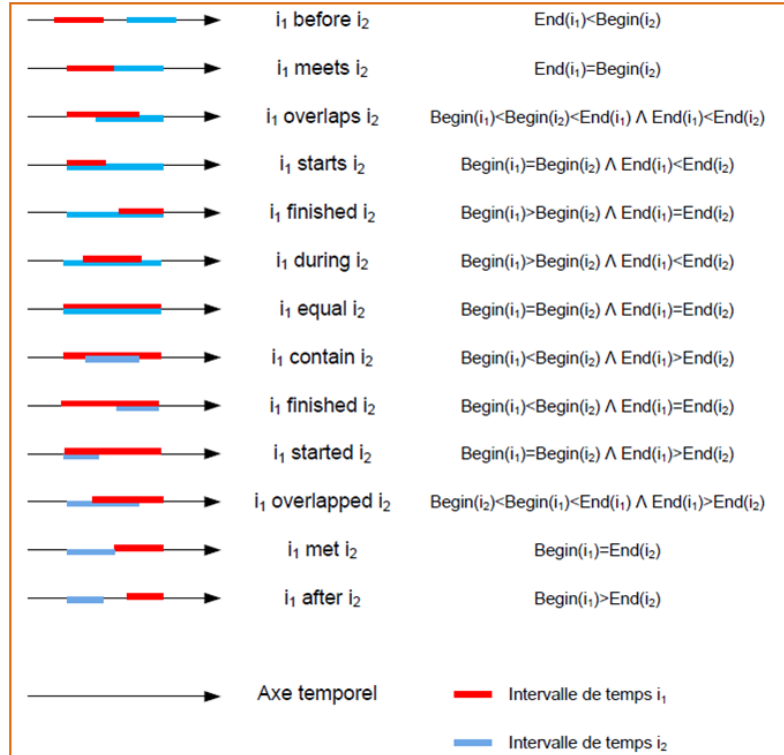 i₁ before i₂ End(i₁)<Begin(i₂)
i₁ meets i₂ End(i₁)=Begin(i₂)
i₁ overlaps i₂ Begin(i₁)<Begin(i₂)<End(i₁) Λ End(i₁)<End(i₂)
i₁ starts i₂ Begin(i₁)=Begin(i₂) Λ End(i₁)<End(i₂)
i₁ finished i₂ Begin(i₁)>Begin(i₂) Λ End(i₁)=End(i₂)
i₁ during i₂ Begin(i₁)>Begin(i₂) Λ End(i₁)<End(i₂)
i₁ equal i₂ Begin(i₁)=Begin(i₂) Λ End(i₁)=End(i₂)
i₁ contain i₂ Begin(i₁)<Begin(i₂) Λ End(i₁)>End(i₂)
i₁ finished i₂ Begin(i₁)<Begin(i₂) Λ End(i₁)=End(i₂)
i₁ started i₂ Begin(i₁)=Begin(i₂) Λ End(i₁)>End(i₂)
i₁ overlapped i₂ Begin(i₂)<Begin(i₁)<End(i₁) Λ End(i₁)>End(i₂)
i₁ met i₂ Begin(i₁)=End(i₂)
i₁ after i₂ Begin(i₁)>End(i₂)
Axe temporel Intervalle de temps i₁
Intervalle de temps i₂